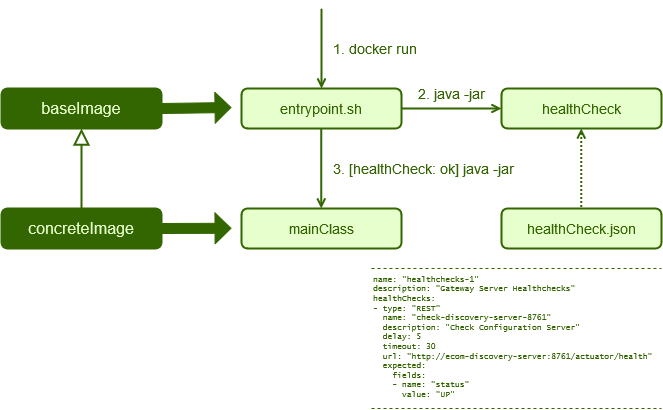 1. docker run
baseImage
entrypoint.sh
2. java -jar
healthCheck
3. [healthCheck: ok] java -jar
concreteImage
mainClass
healthCheck.json
name: "healthchecks-1"
description: "Gateway Server Healthchecks"
healthChecks:
- type: "REST"
name: "check-discovery-server-8761"
description: "Check Configuration Server"
delay: 5
timeout: 30
url: "http://ecom-discovery-server:8761/actuator/health"
expected:
fields:
- name: "status"
value: "UP"